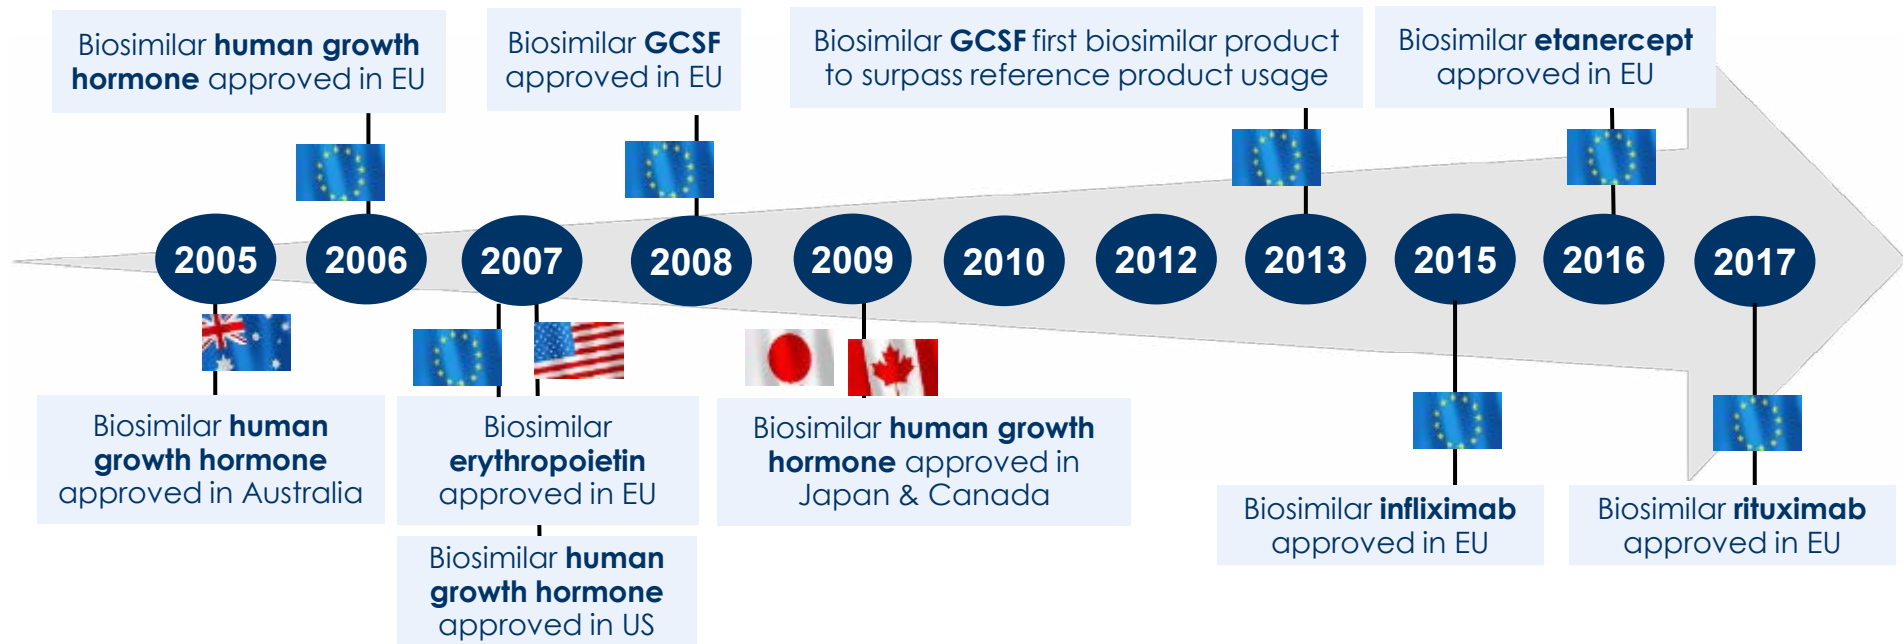 Biosimilar human growth
hormone approved in EU
Biosimilar GCSF
approved in EU
Biosimilar GCSF first biosimilar product
to surpass reference product usage
Biosimilar etanercept
approved in EU
2005
2006
2007
2008
2009
2010
2012
2013
2015
2016
2017
Biosimilar human
growth hormone
approved in Australia
Biosimilar
erythropoietin
approved in EU
Biosimilar human
growth hormone
approved in US
Biosimilar human growth
hormone approved in
Japan & Canada
Biosimilar infliximab
approved in EU
Biosimilar rituximab
approved in EU